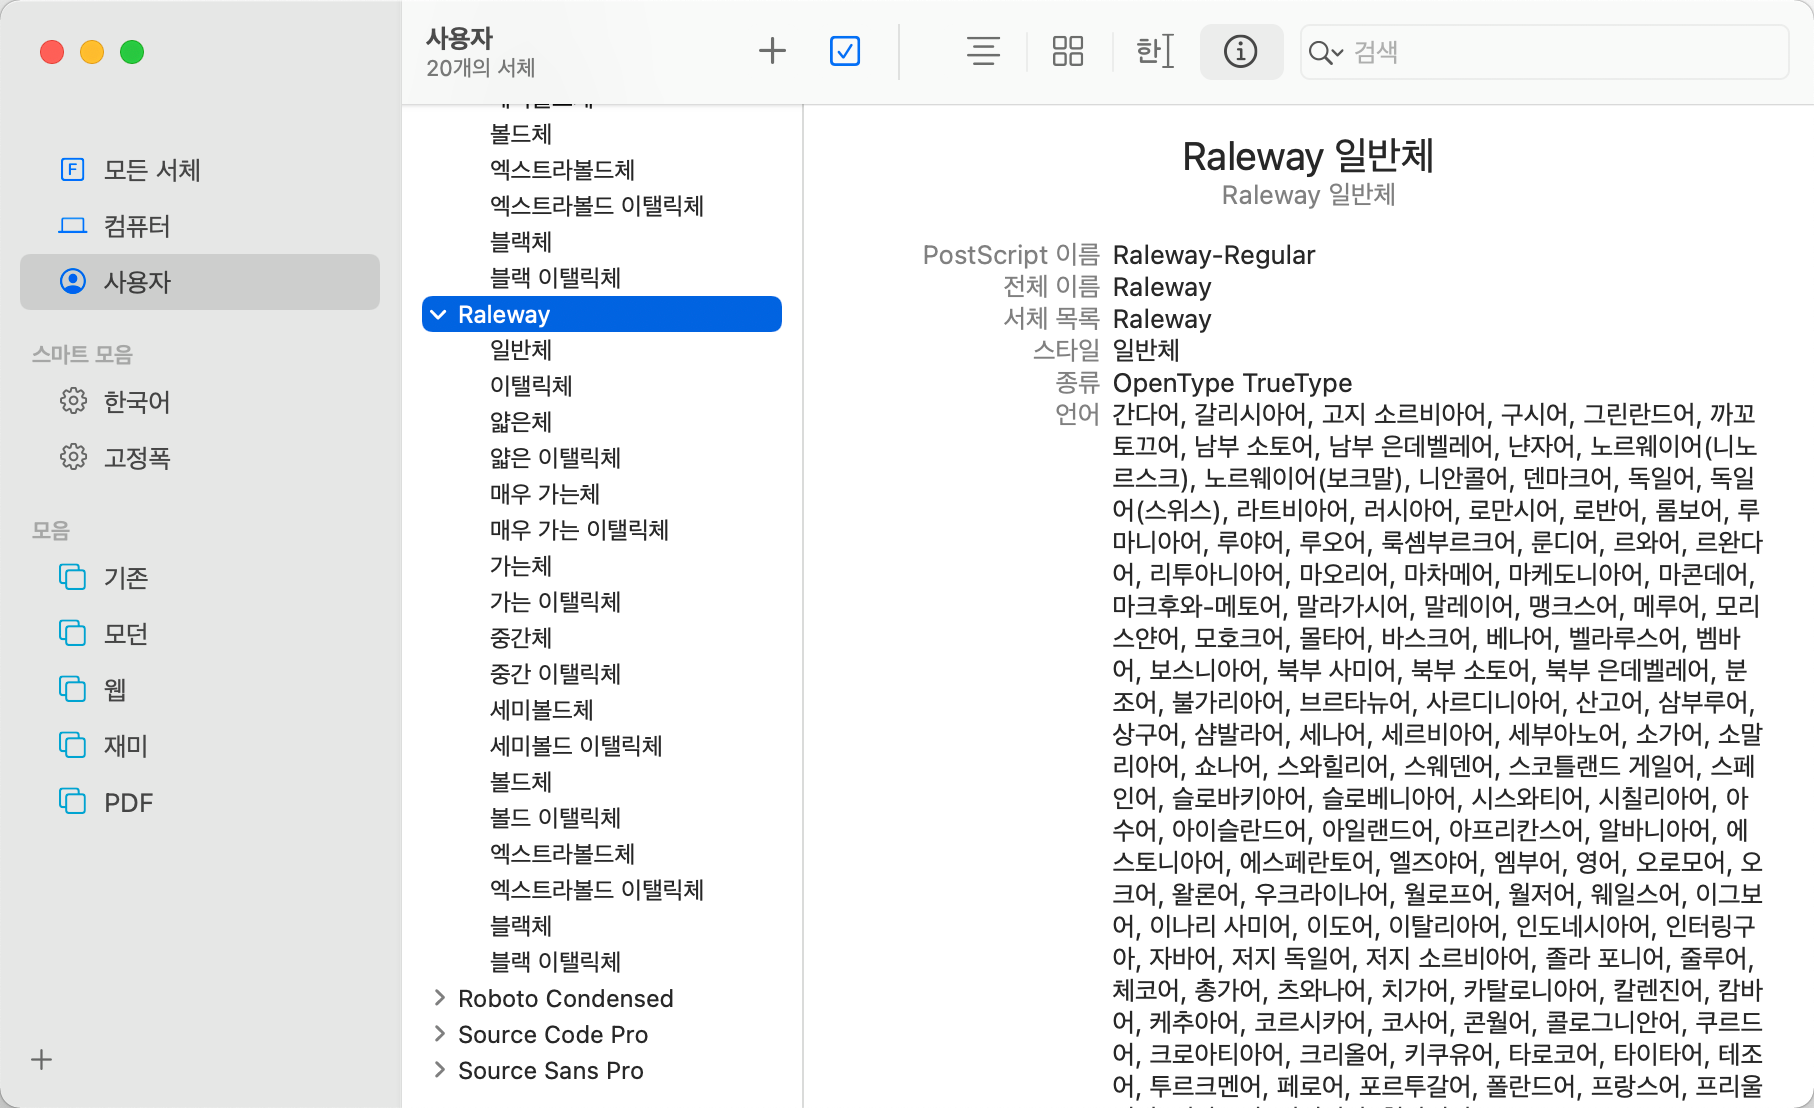 사용자
20개의 서체
검색
모든 서체
컴퓨터
사용자
스마트 모음
한국어
고정폭
모음
기존
모던
웹
재미
PDF
볼드체
엑스트라볼드체
엑스트라볼드 이탤릭체
블랙체
블랙 이탤릭체
Raleway
일반체
이탤릭체
얇은체
얇은 이탤릭체
매우 가는체
매우 가는 이탤릭체
가는체
가는 이탤릭체
중간체
중간 이탤릭체
세미볼드체
세미볼드 이탤릭체
볼드체
볼드 이탤릭체
엑스트라볼드체
엑스트라볼드 이탤릭체
블랙체
블랙 이탤릭체
Roboto Condensed
Source Code Pro
Source Sans Pro
Raleway 일반체
Raleway 일반체
PostScript 이름 Raleway-Regular
전체 이름 Raleway
서체 목록 Raleway
스타일 일반체
종류 OpenType TrueType
언어 간다어, 갈리시아어, 고지 소르비아어, 구시어, 그린란드어, 까꼬
토끄어, 남부 소토어, 남부 은데벨레어, 냔자어, 노르웨이어(니노
르스크), 노르웨이어(보크말), 니안콜어, 덴마크어, 독일어, 독일
어(스위스), 라트비아어, 러시아어, 로만시어, 로반어, 롬보어, 루
마니아어, 루야어, 루오어, 룩셈부르크어, 룬디어, 르와어, 르완다
어, 리투아니아어, 마오리어, 마차메어, 마케도니아어, 마콘데어,
마크후와-메토어, 말라가시어, 말레이어, 맹크스어, 메루어, 모리
스얀어, 모호크어, 몰타어, 바스크어, 베나어, 벨라루스어, 벰바
어, 보스니아어, 북부 사미어, 북부 소토어, 북부 은데벨레어, 분
조어, 불가리아어, 브르타뉴어, 사르디니아어, 산고어, 삼부루어,
상구어, 샴발라어, 세나어, 세르비아어, 세부아노어, 소가어, 소말
리아어, 쇼나어, 스와힐리어, 스웨덴어, 스코틀랜드 게일어, 스페
인어, 슬로바키아어, 슬로베니아어, 시스와티어, 시칠리아어, 아
수어, 아이슬란드어, 아일랜드어, 아프리칸스어, 알바니아어, 에
스토니아어, 에스페란토어, 엘즈야어, 엠부어, 영어, 오로모어, 오
크어, 왈론어, 우크라이나어, 월로프어, 월저어, 웨일스어, 이그보
어, 이나리 사미어, 이도어, 이탈리아어, 인도네시아어, 인터링구
아, 자바어, 저지 독일어, 저지 소르비아어, 졸라 포니어, 줄루어,
체코어, 총가어, 츠와나어, 치가어, 카탈로니아어, 칼렌진어, 캄바
어, 케추아어, 코르시카어, 코사어, 콘월어, 콜로그니안어, 쿠르드
어, 크로아티아어, 크리올어, 키쿠유어, 타로코어, 타이타어, 테조
어, 투르크멘어, 페로어, 포르투갈어, 폴란드어, 프랑스어, 프리울